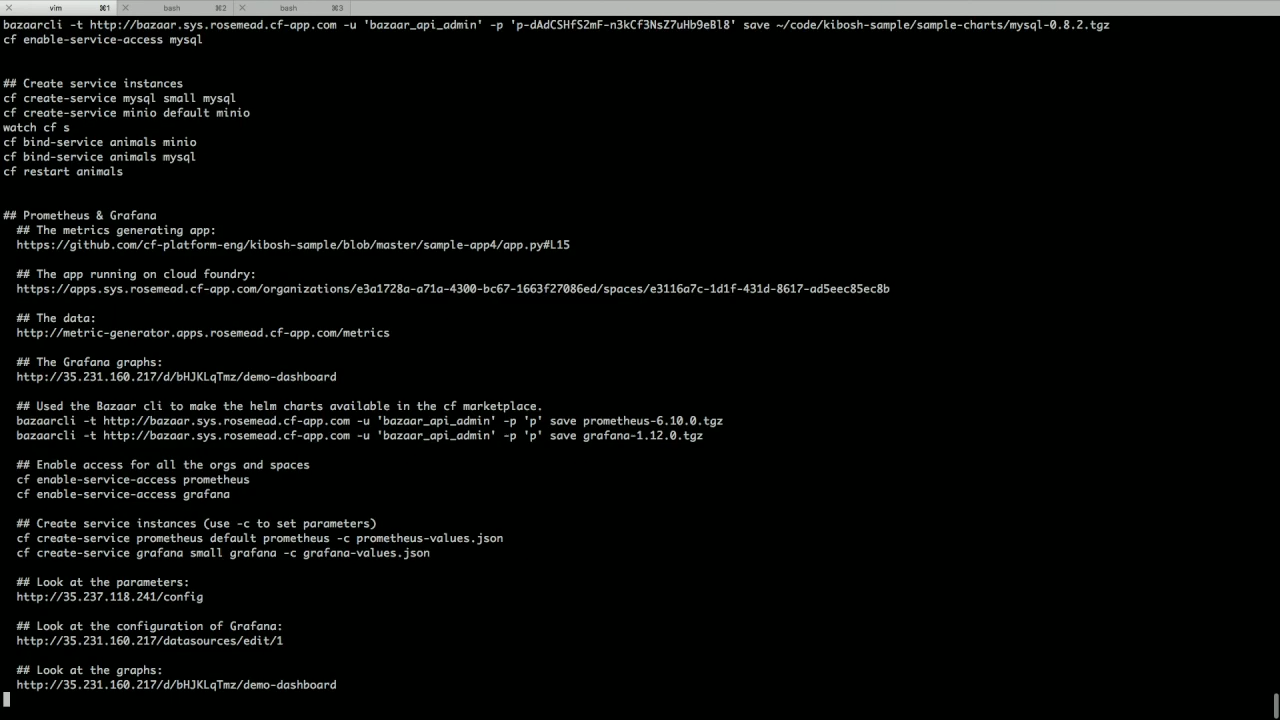 vim ⌘1 bash ⌘2 bash ⌘3
bazaarcli -t http://bazaar.sys.rosemead.cf-app.com -u 'bazaar_api_admin' -p 'p-dAdCSHfS2mF-n3kCf3NsZ7uHb9eBl8' save ~/code/kibosh-sample/sample-charts/mysql-0.8.2.tgz
cf enable-service-access mysql
## Create service instances
cf create-service mysql small mysql
cf create-service minio default minio
watch cf s
cf bind-service animals minio
cf bind-service animals mysql
cf restart animals
## Prometheus & Grafana
## The metrics generating app:
https://github.com/cf-platform-eng/kibosh-sample/blob/master/sample-app4/app.py#L15
## The app running on cloud foundry:
https://apps.sys.rosemead.cf-app.com/organizations/e3a1728a-a71a-4300-bc67-1663f27086ed/spaces/e3116a7c-1d1f-431d-8617-ad5eec85ec8b
## The data:
http://metric-generator.apps.rosemead.cf-app.com/metrics
## The Grafana graphs:
http://35.231.160.217/d/bHJKLqTmz/demo-dashboard
## Used the Bazaar cli to make the helm charts available in the cf marketplace.
bazaarcli -t http://bazaar.sys.rosemead.cf-app.com -u 'bazaar_api_admin' -p 'p' save prometheus-6.10.0.tgz
bazaarcli -t http://bazaar.sys.rosemead.cf-app.com -u 'bazaar_api_admin' -p 'p' save grafana-1.12.0.tgz
## Enable access for all the orgs and spaces
cf enable-service-access prometheus
cf enable-service-access grafana
## Create service instances (use -c to set parameters)
cf create-service prometheus default prometheus -c prometheus-values.json
cf create-service grafana small grafana -c grafana-values.json
## Look at the parameters:
http://35.237.118.241/config
## Look at the configuration of Grafana:
http://35.231.160.217/datasources/edit/1
## Look at the graphs:
http://35.231.160.217/d/bHJKLqTmz/demo-dashboard